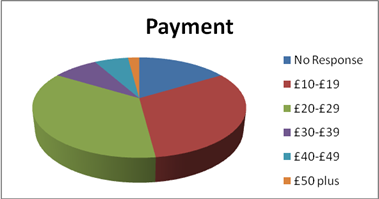 Payment
No Response
£10-£19
£20-£29
£30-£39
£40-£49
£50 plus